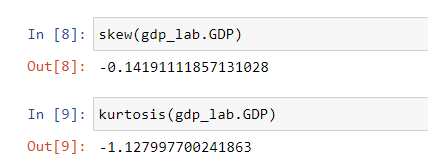 In [8]: skew(gdp_lab.GDP)
Out[8]: -0.14191111857131028
In [9]: kurtosis(gdp_lab.GDP)
Out[9]: -1.127997700241863